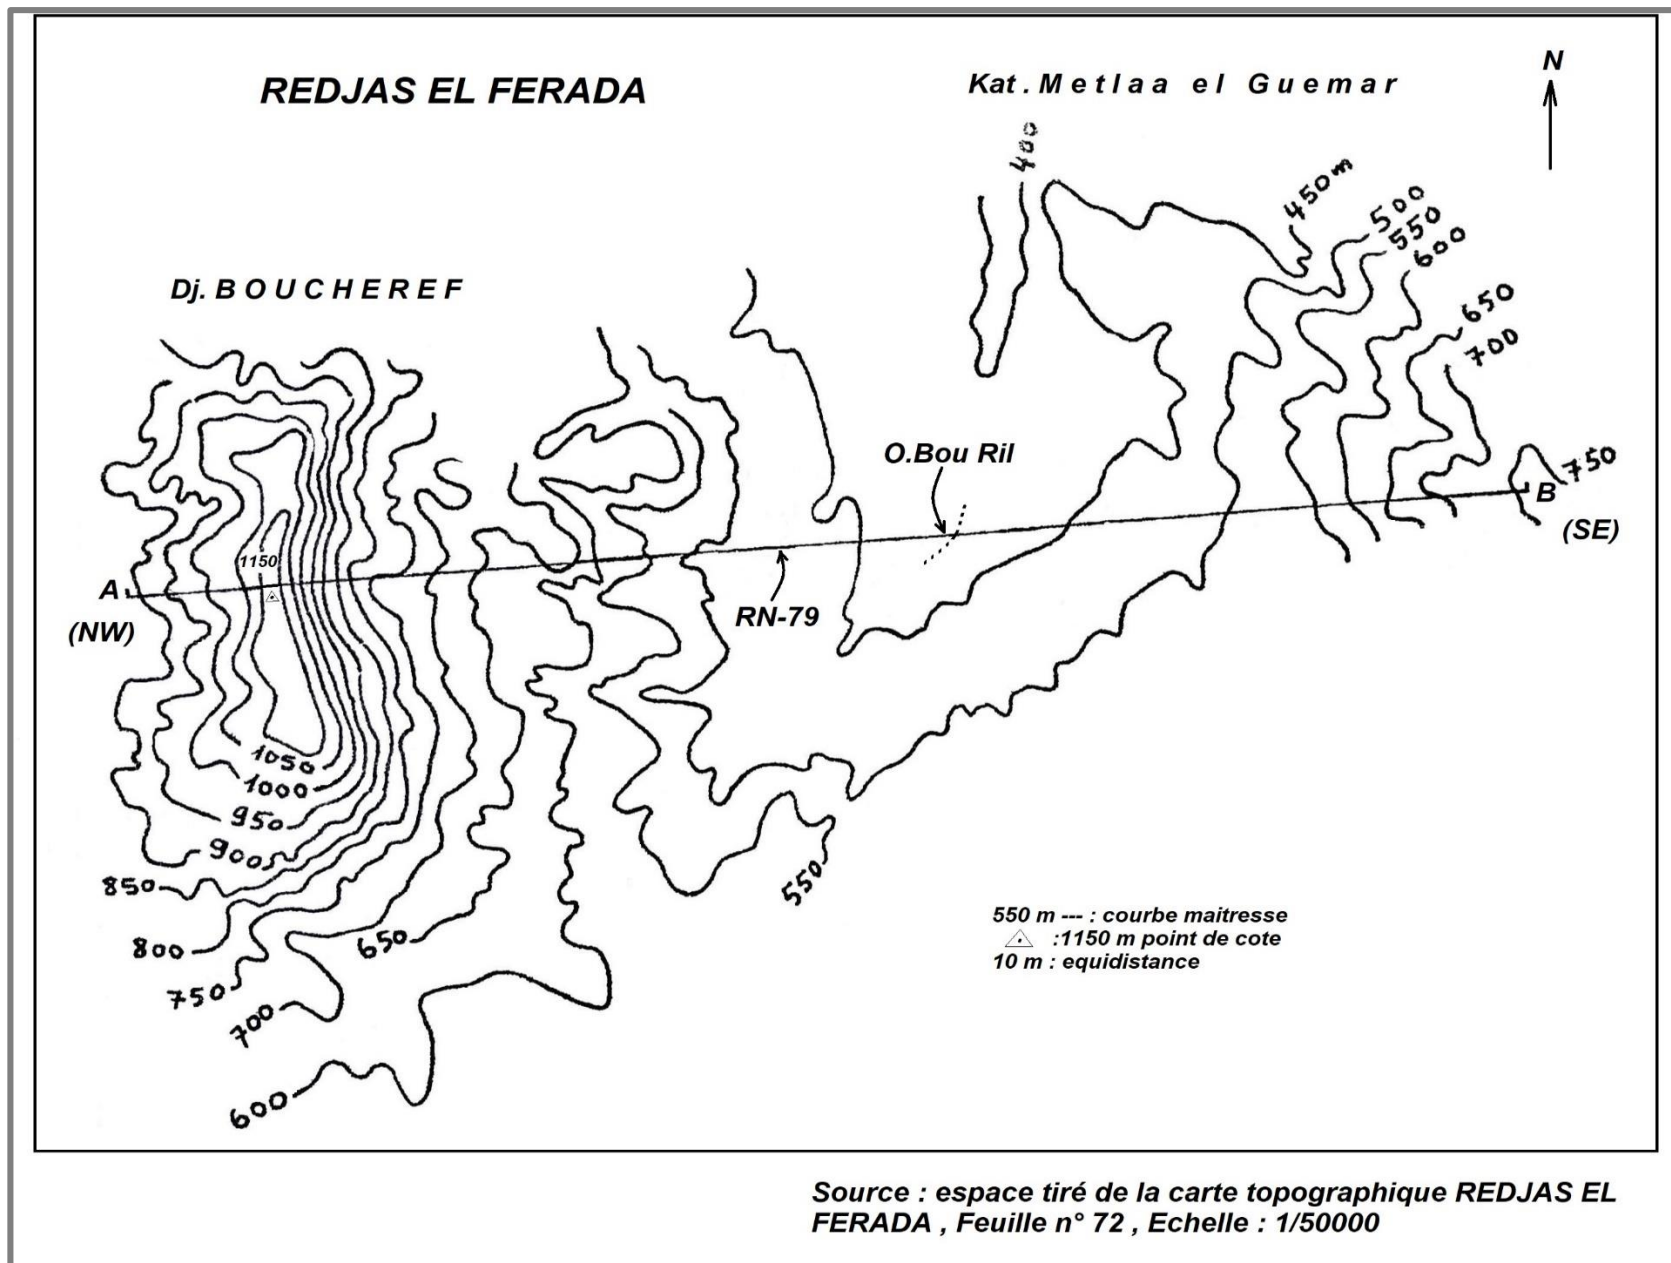 REDJAS EL FERADA
Kat. Metlaa el Guemar
N
400
450m
500
550
600
650
700
750
Dj. BOUCHEREF
O.Bou Ril
B
(SE)
1150
A
(NW)
RN-79
1050
1000
950
900
850
800
750
700
650
600
550
550 m --- : courbe maitresse
:1150 m point de cote
10 m : equidistance
Source : espace tiré de la carte topographique REDJAS EL
FERADA , Feuille n° 72 , Echelle : 1/50000